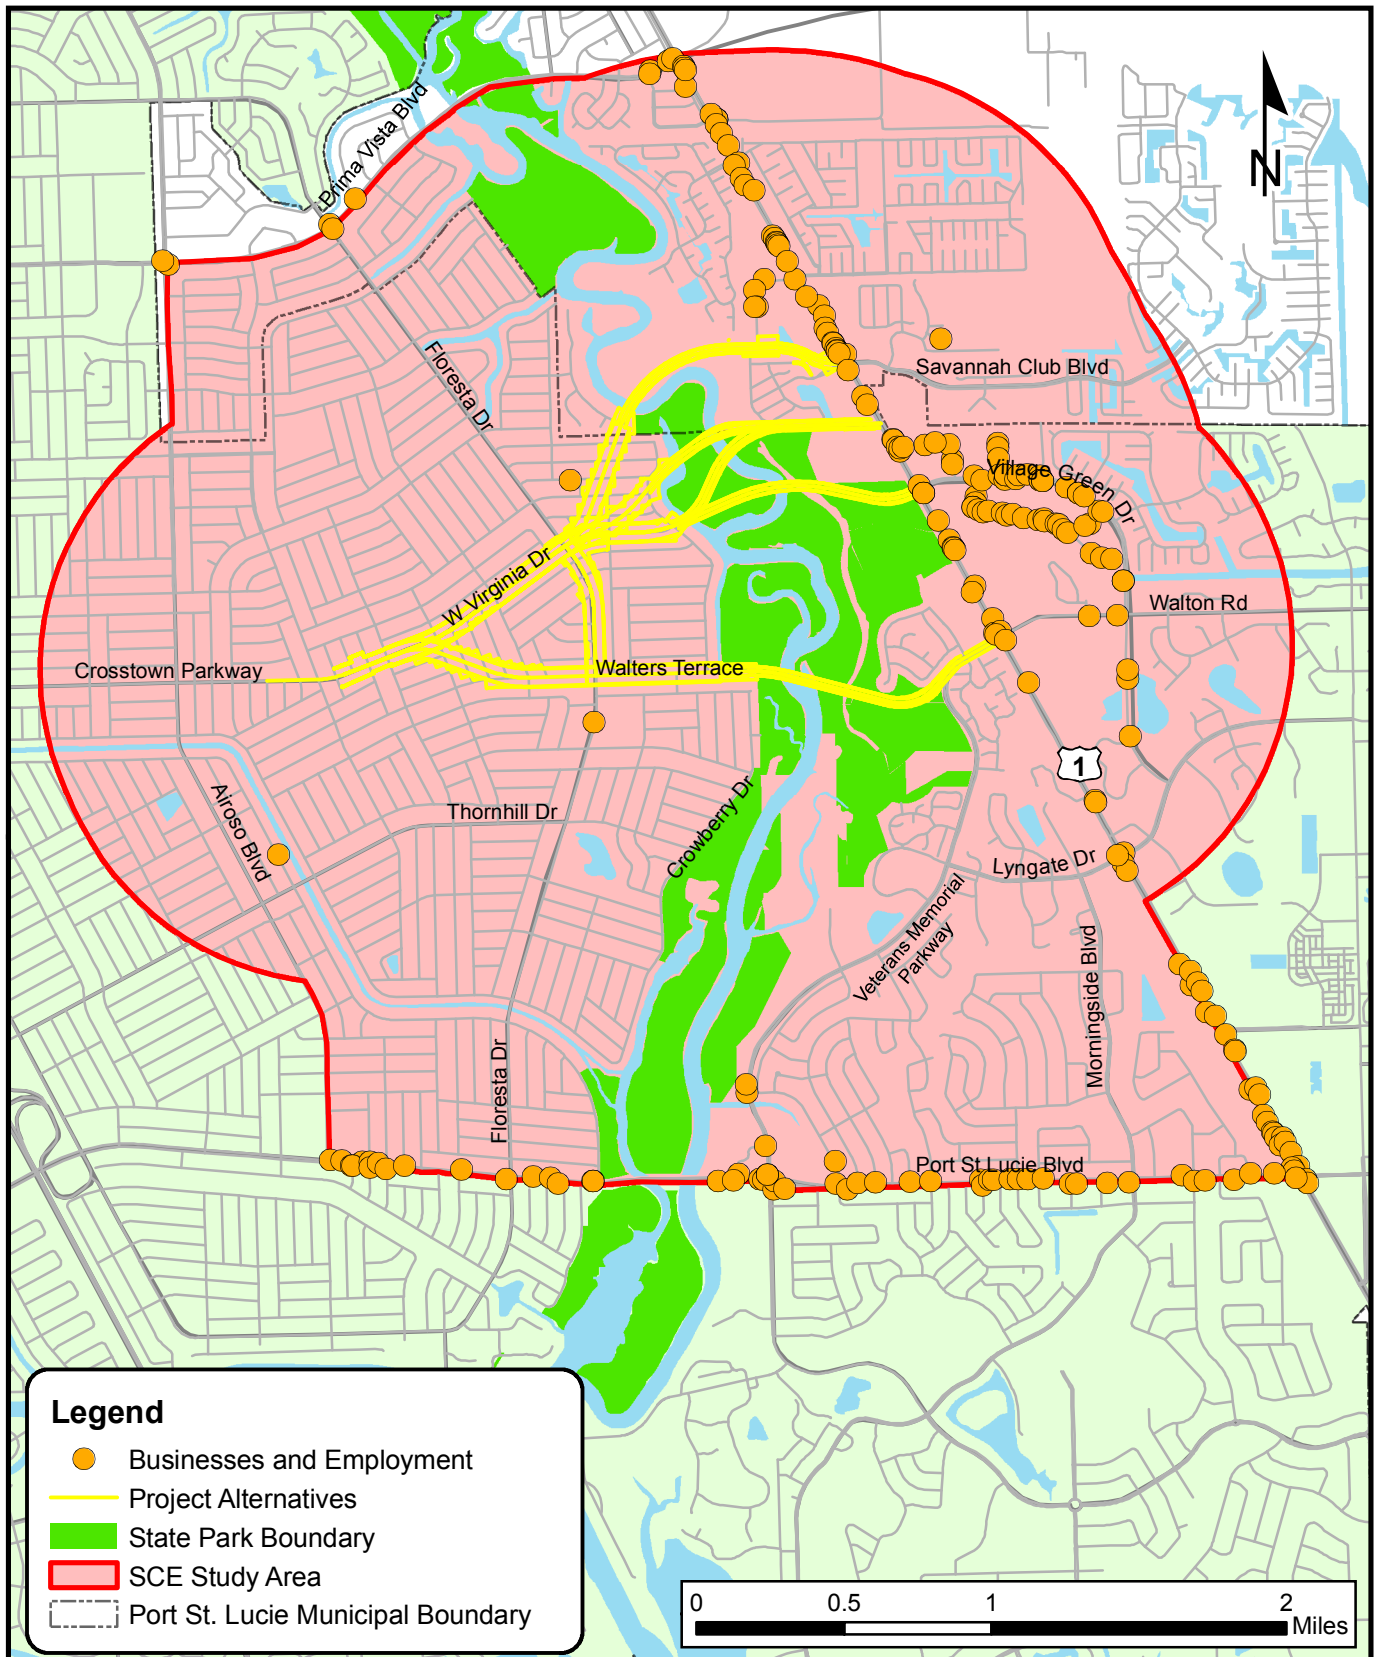 Prima Vista Blvd
N
Floresta Dr
Savannah Club Blvd
Village Green Dr
W Virginia Dr
Walton Rd
Crosstown Parkway
Walters Terrace
1
Airoso Blvd
Thornhill Dr
Crowberry Dr
Lyngate Dr
Veterans Memorial
Parkway
Morningside Blvd
Floresta Dr
Port St Lucie Blvd
Legend
Businesses and Employment
Project Alternatives
State Park Boundary
SCE Study Area
Port St. Lucie Municipal Boundary
0 0.5 1 2
Miles